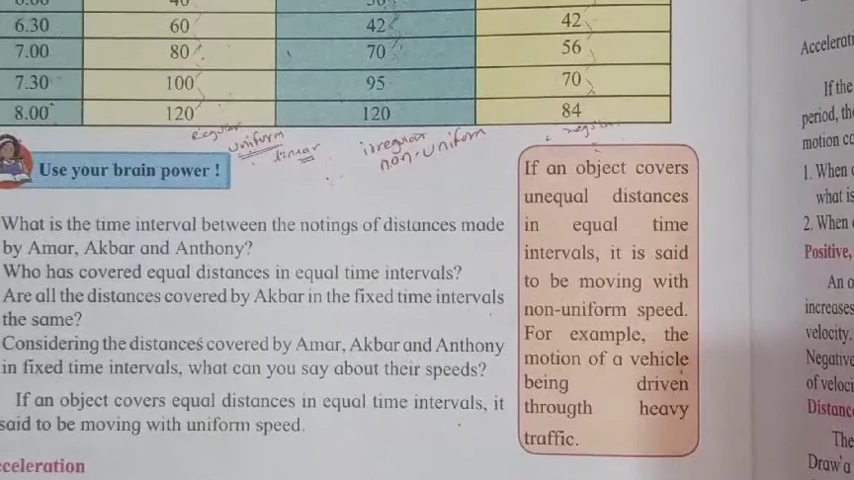 6.30 60 42 42
7.00 80 70 56
7.30 100 95 70
8.00 120 120 84
regular uniform linear
irregular non-uniform
Use your brain power !
What is the time interval between the notings of distances made
by Amar, Akbar and Anthony?
Who has covered equal distances in equal time intervals?
Are all the distances covered by Akbar in the fixed time intervals
the same?
Considering the distances covered by Amar, Akbar and Anthony
in fixed time intervals, what can you say about their speeds?
If an object covers equal distances in equal time intervals, it
said to be moving with uniform speed.
cceleration
If an object covers
unequal distances
in equal time
intervals, it is said
to be moving with
non-uniform speed.
For example, the
motion of a vehicle
being driven
througth heavy
traffic.
Accelerati
If the
period, the
motion
1. When
what is
2. When
Positive,
An o
increases
velocity.
Negative
of veloci
Distance
The
Draw a